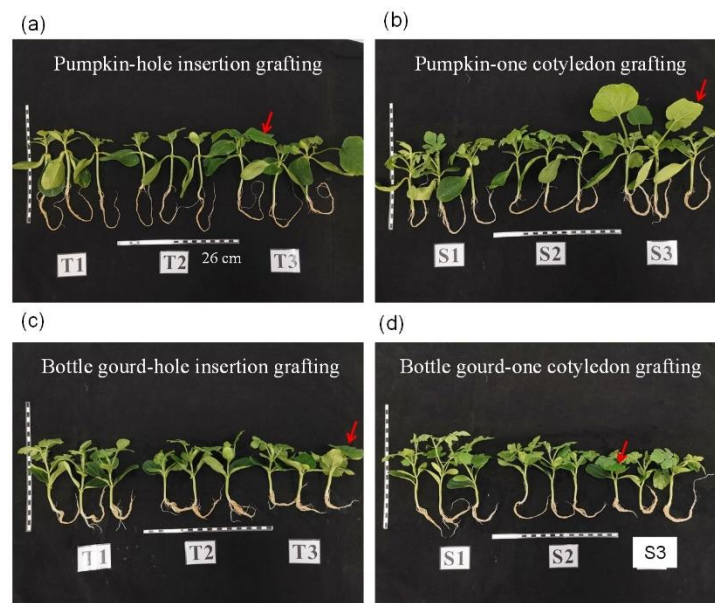 (a)
Pumpkin-hole insertion grafting
T1
T2
26 cm
T3
(b)
Pumpkin-one cotyledon grafting
S1
S2
S3
(c)
Bottle gourd-hole insertion grafting
T1
T2
T3
(d)
Bottle gourd-one cotyledon grafting
S1
S2
S3